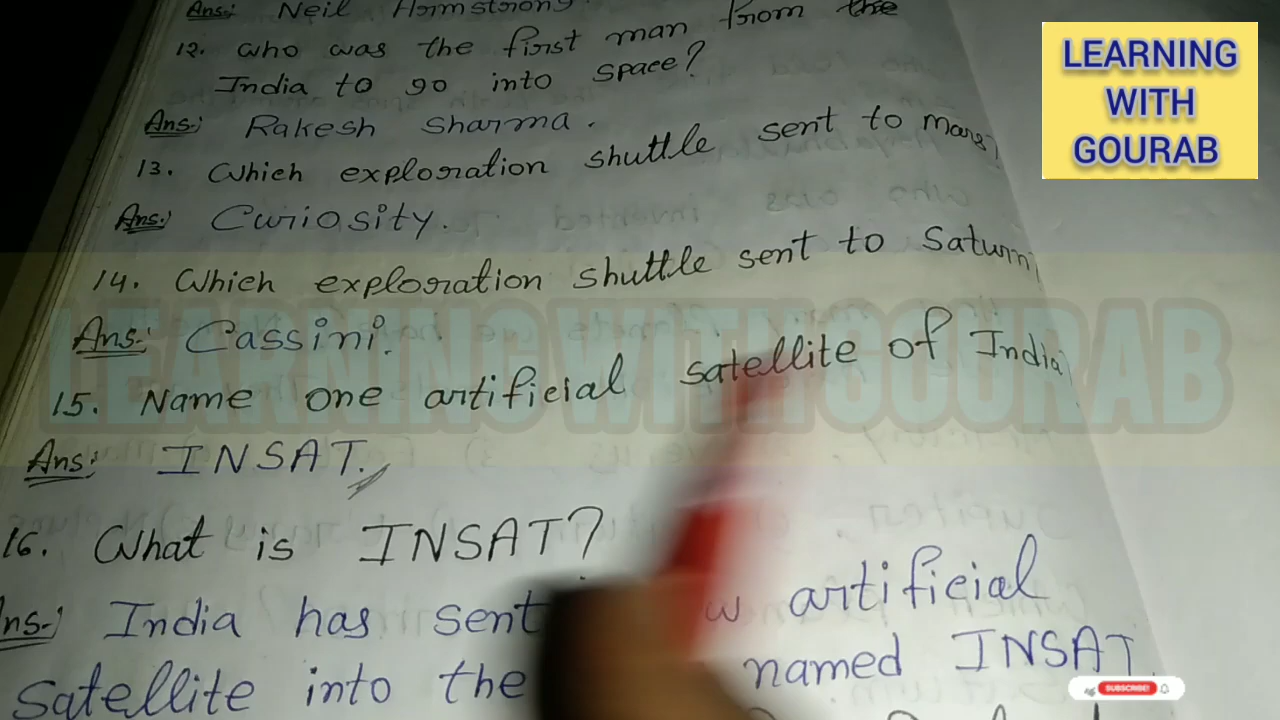 Ans:- Neil Armstrong.
12. who was the first man from the
India to go into space?
Ans:- Rakesh Sharma.
13. Which exploration shuttle sent to mars,
Ans:- Curiosity.
14. Which exploration shuttle sent to Saturn,
Ans:- Cassini.
15. Name one artificial satellite of India
Ans:- INSAT.
16. What is INSAT?
Ans:- India has sent artificial
satellite into the named INSAT.
LEARNING
WITH
GOURAB
LEARNING WITH GOURAB
SUBSCRIBE